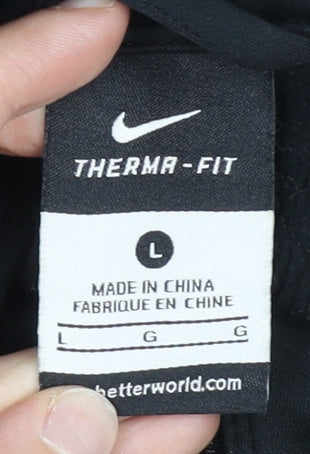 THERMA-FIT
L
MADE IN CHINA
FABRIQUE EN CHINE
L G G
betterworld.com